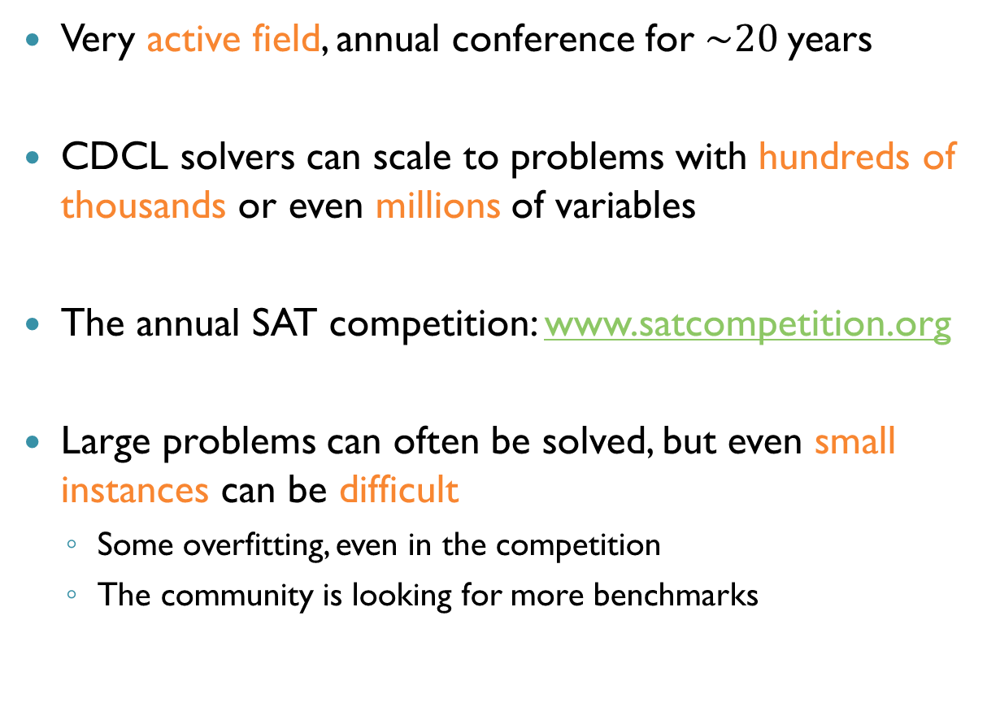 • Very active field, annual conference for ~20 years
• CDCL solvers can scale to problems with hundreds of
thousands or even millions of variables
• The annual SAT competition: www.satcompetition.org
• Large problems can often be solved, but even small
instances can be difficult
◦ Some overfitting, even in the competition
◦ The community is looking for more benchmarks